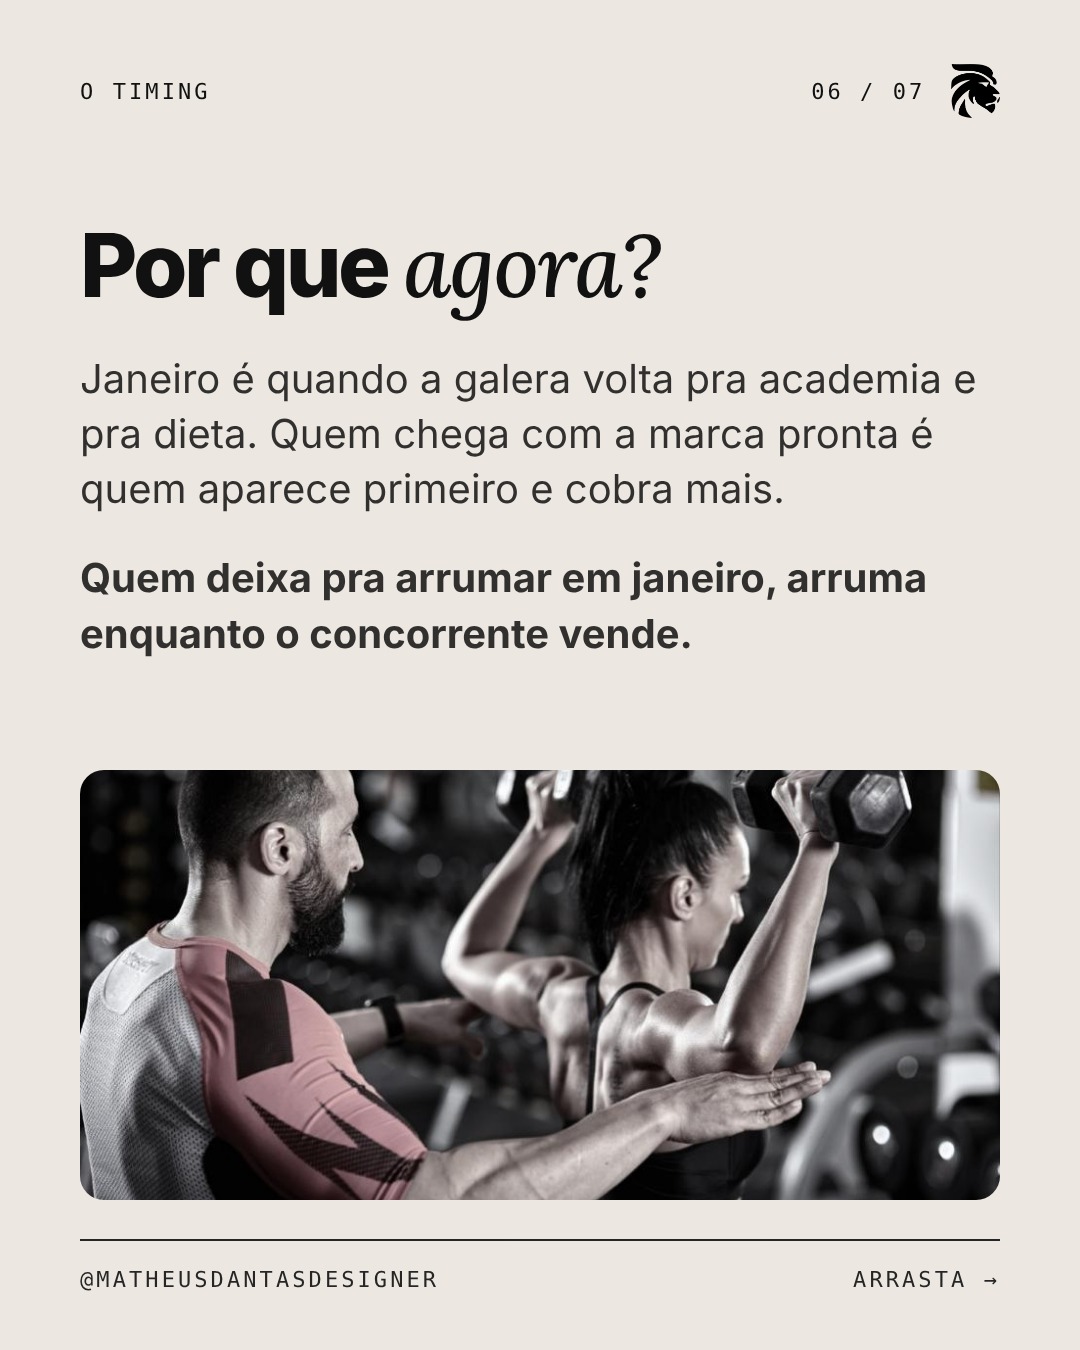 O TIMING
06 / 07
Por que agora?
Janeiro é quando a galera volta pra academia e
pra dieta. Quem chega com a marca pronta é
quem aparece primeiro e cobra mais.
Quem deixa pra arrumar em janeiro, arruma
enquanto o concorrente vende.
@MATHEUSDANTASDESIGNER
ARRASTA →